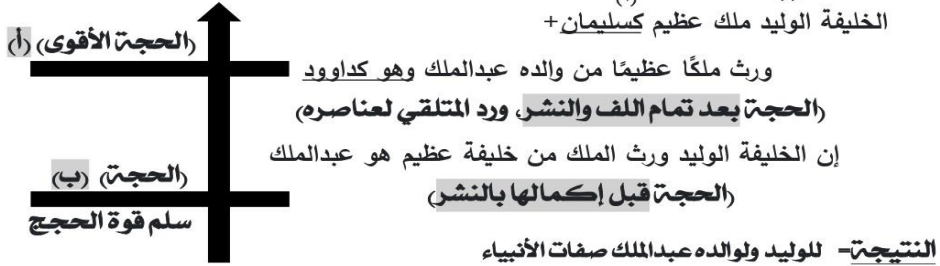 الخليفة الوليد ملك عظيم كسليمان+
(الحجة الأقوى) (أ)
ورث ملكًا عظيمًا من والده عبدالملك وهو كداوود
(الحجة بعد تمام اللف والنشر، ورد المتلقي لعناصره)
إن الخليفة الوليد ورث الملك من خليفة عظيم هو عبدالملك
(الحجة) (ب)
(الحجة قبل إكمالها بالنشر)
سلم قوة الحجج
النتيجة= للوليد ولوالده عبدالملك صفات الأنبياء